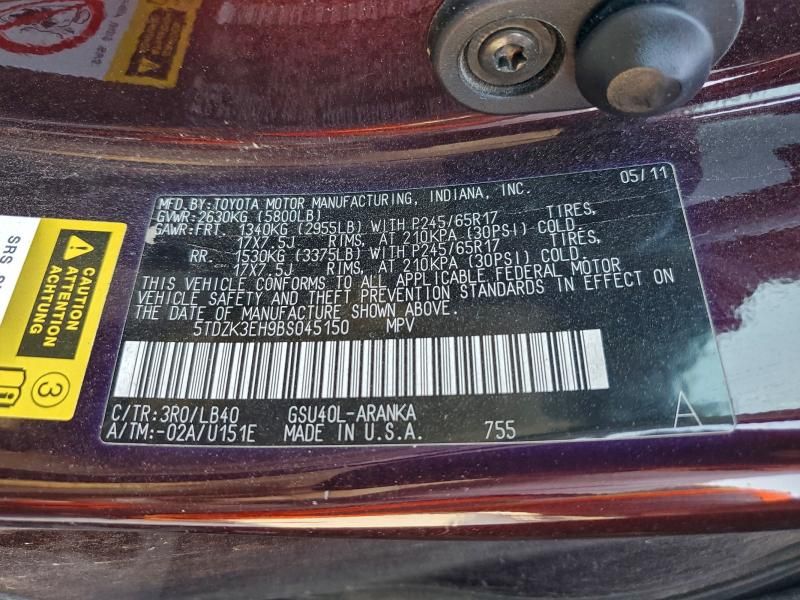 MFD.BY:TOYOTA MOTOR MANUFACTURING, INDIANA, INC. 05/11
GVWR:2630KG (5800LB)
GAWR:FRT. 1340KG (2955LB) WITH P245/65R17 TIRES,
17X7.5J RIMS, AT 210KPA (30PSI) COLD.
RR. 1530KG (3375LB) WITH P245/65R17 TIRES,
17X7.5J RIMS, AT 210KPA (30PSI) COLD.
THIS VEHICLE CONFORMS TO ALL APPLICABLE FEDERAL MOTOR
VEHICLE SAFETY AND THEFT PREVENTION STANDARDS IN EFFECT ON
THE DATE OF MANUFACTURE SHOWN ABOVE.
5TDZK3EH9BS045150 MPV
C/TR:3R0/LB40 GSU40L-ARANKA
A/TM:-02A/U151E MADE IN U.S.A. 755
A
CAUTION
ATTENTION
ACHTUNG
3
SRS